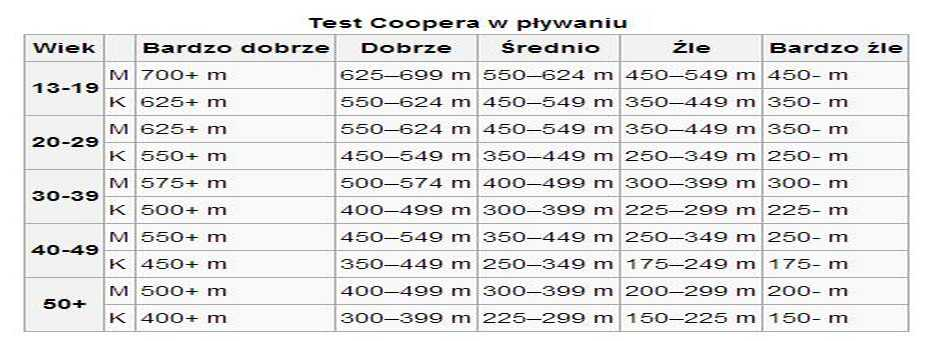 Test Coopera w pływaniu
Wiek Bardzo dobrze Dobrze Średnio Źle Bardzo źle
13-19 M 700+ m 625–699 m 550–624 m 450–549 m 450- m
K 625+ m 550–624 m 450–549 m 350–449 m 350- m
20-29 M 625+ m 550–624 m 450–549 m 350–449 m 350- m
K 550+ m 450–549 m 350–449 m 250–349 m 250- m
30-39 M 575+ m 500–574 m 400–499 m 300–399 m 300- m
K 500+ m 400–499 m 300–399 m 225–299 m 225- m
40-49 M 550+ m 450–549 m 350–449 m 250–349 m 250- m
K 450+ m 350–449 m 250–349 m 175–249 m 175- m
50+ M 500+ m 400–499 m 300–399 m 200–299 m 200- m
K 400+ m 300–399 m 225–299 m 150–225 m 150- m